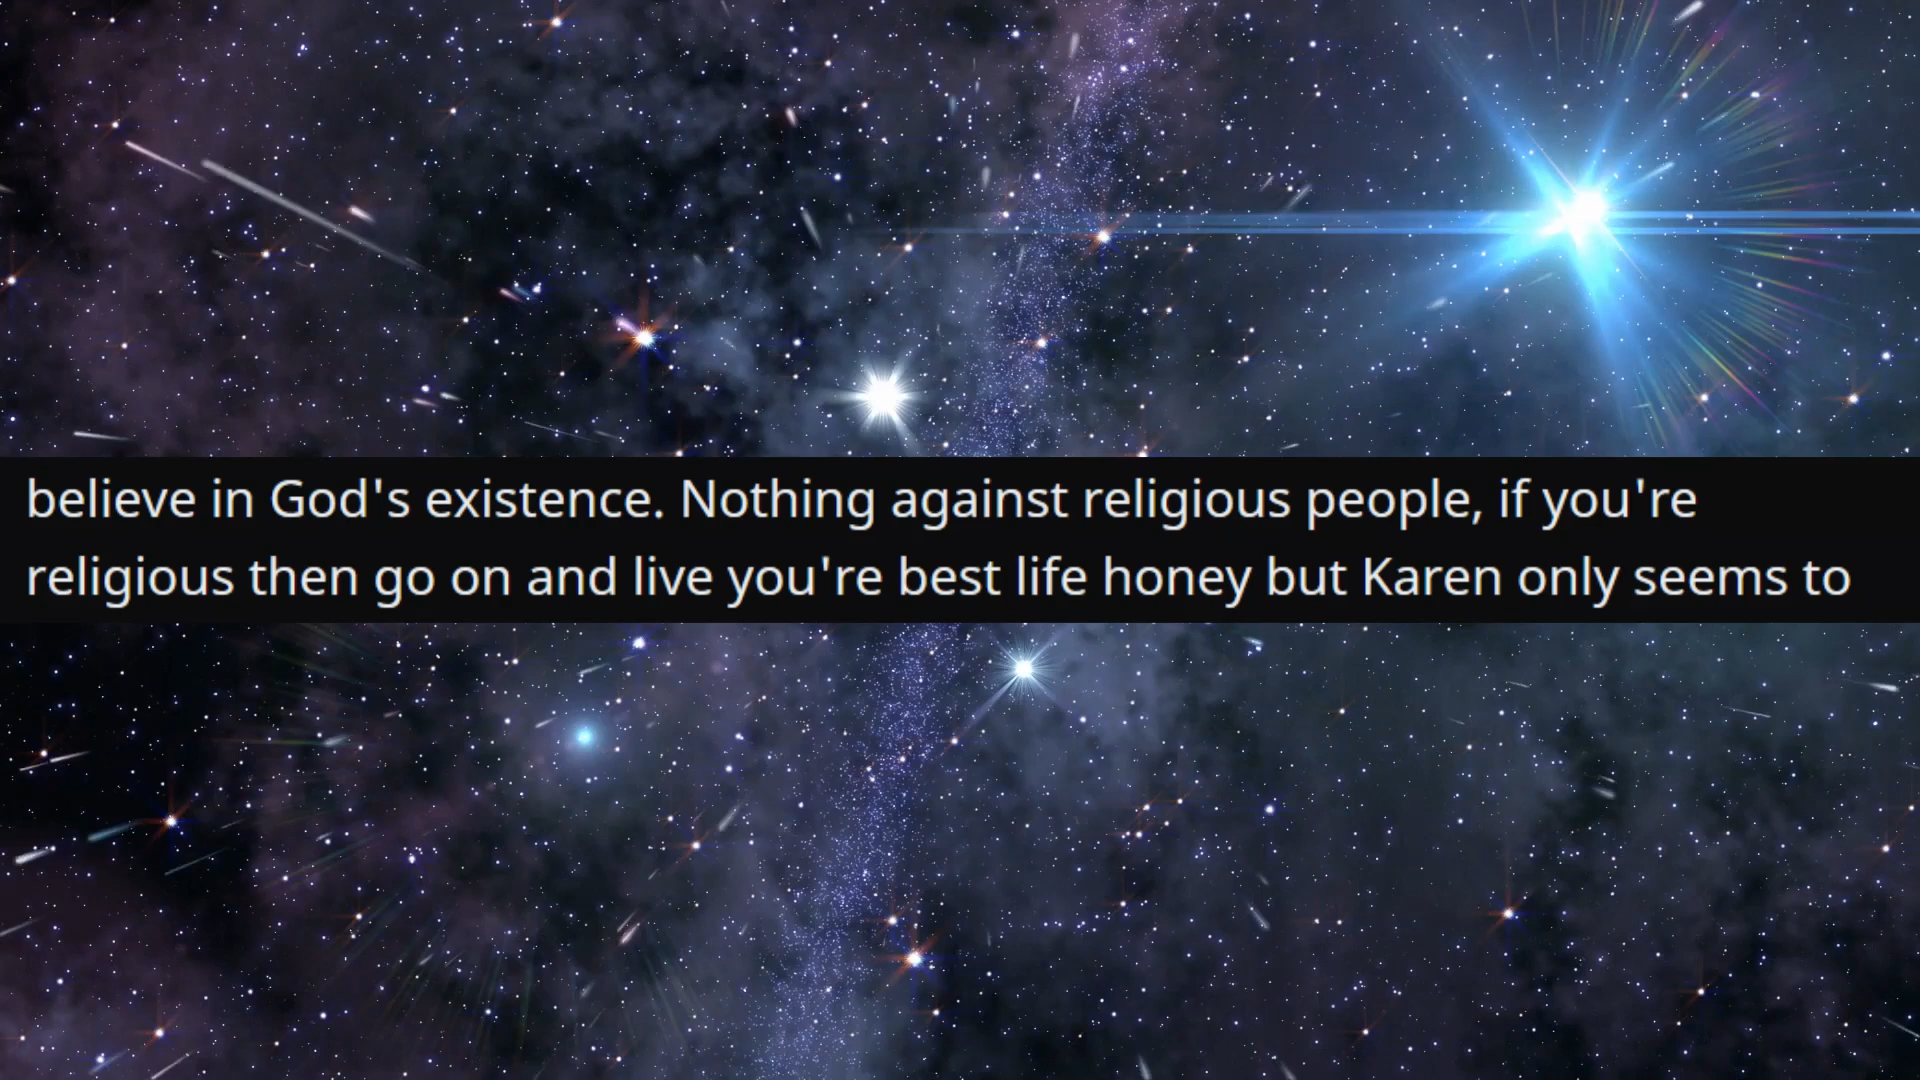 believe in God's existence. Nothing against religious people, if you're
religious then go on and live you're best life honey but Karen only seems to